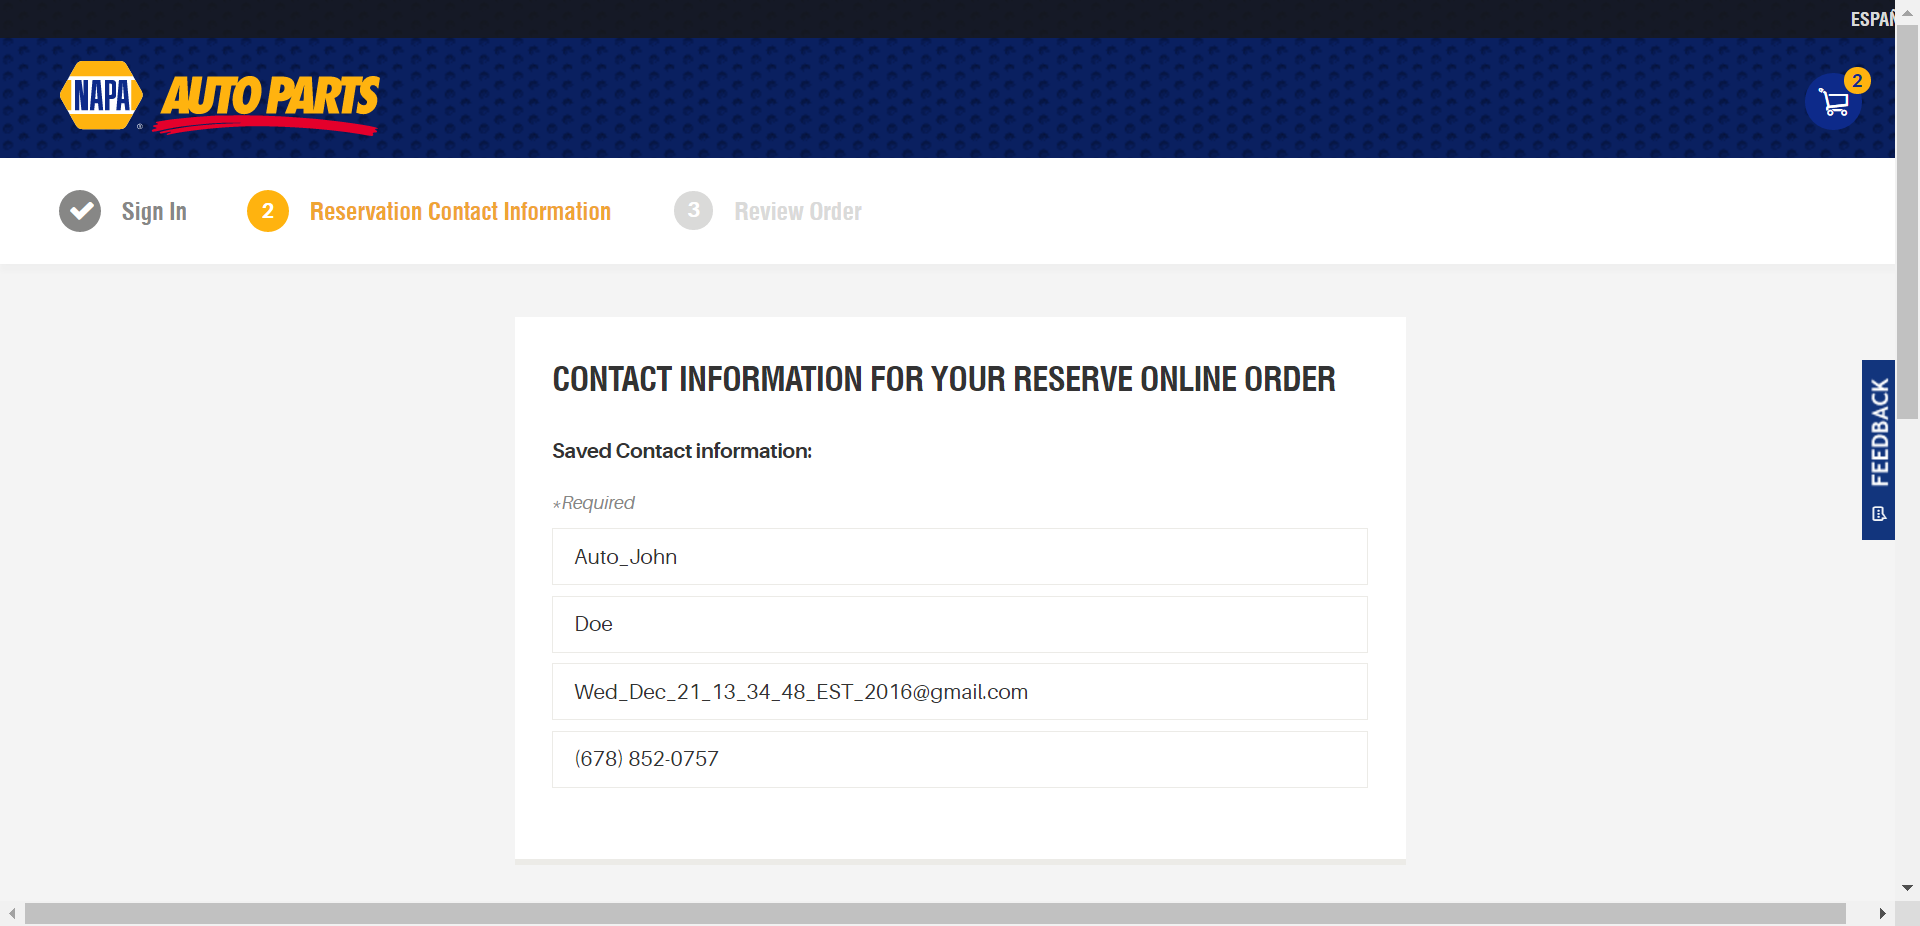 ESPAÑ
NAPA AUTO PARTS
®
2
Sign In
2 Reservation Contact Information
3 Review Order
CONTACT INFORMATION FOR YOUR RESERVE ONLINE ORDER
Saved Contact information:
*Required
Auto_John
Doe
Wed_Dec_21_13_34_48_EST_2016@gmail.com
(678) 852-0757
FEEDBACK